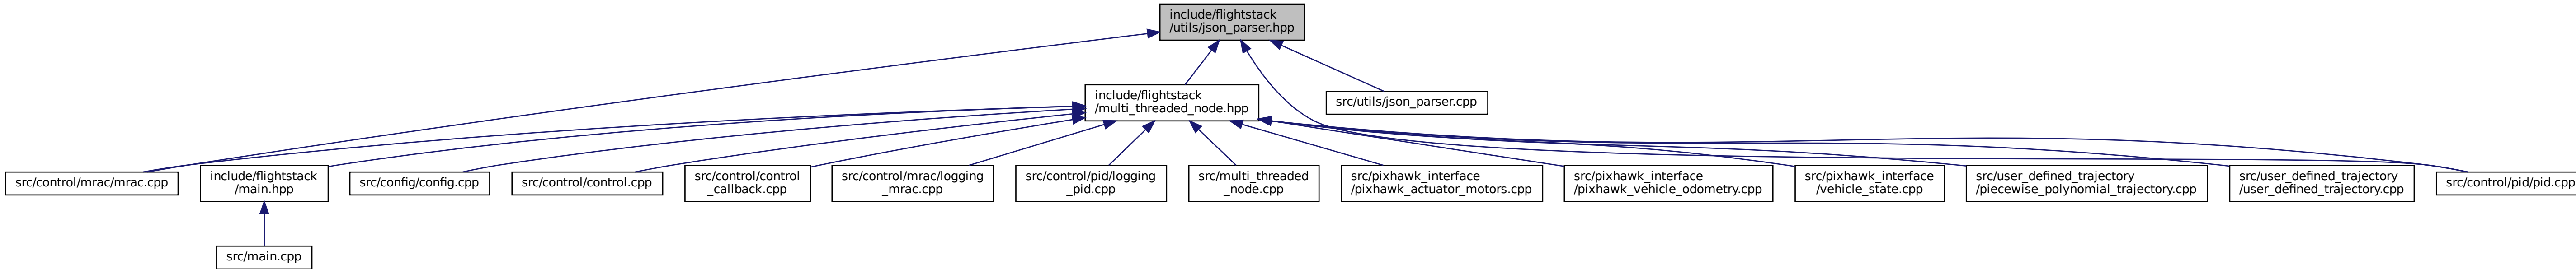 include/flightstack
/utils/json_parser.hpp
include/flightstack
/multi_threaded_node.hpp
src/utils/json_parser.cpp
src/control/mrac/mrac.cpp
include/flightstack
/main.hpp
src/config/config.cpp
src/control/control.cpp
src/control/control
_callback.cpp
src/control/mrac/logging
_mrac.cpp
src/control/pid/logging
_pid.cpp
src/multi_threaded
_node.cpp
src/pixhawk_interface
/pixhawk_actuator_motors.cpp
src/pixhawk_interface
/pixhawk_vehicle_odometry.cpp
src/pixhawk_interface
/vehicle_state.cpp
src/user_defined_trajectory
/piecewise_polynomial_trajectory.cpp
src/user_defined_trajectory
/user_defined_trajectory.cpp
src/control/pid/pid.cpp
src/main.cpp